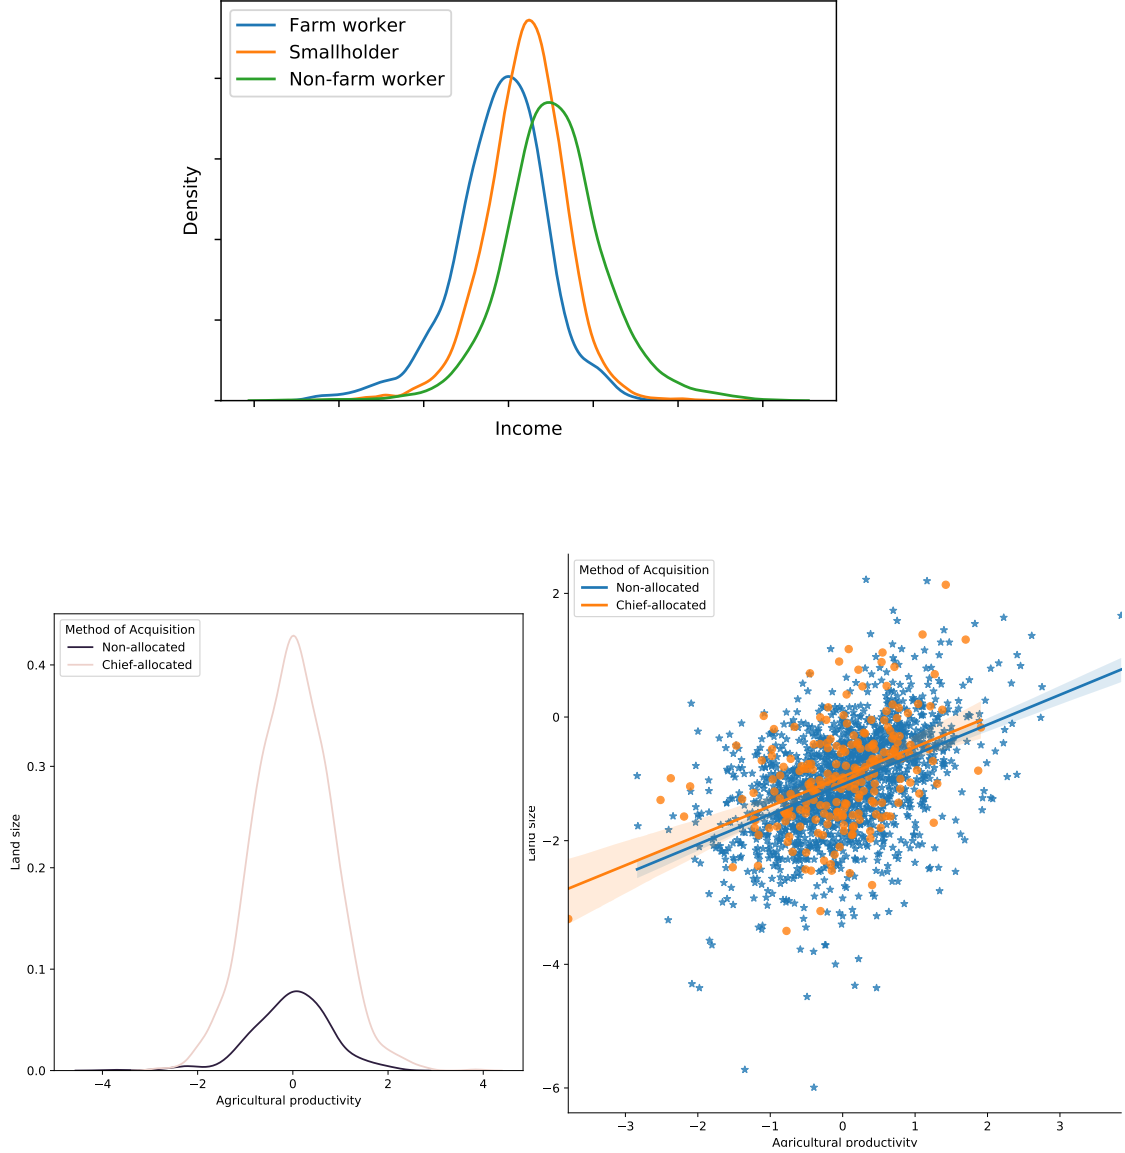 Farm worker
Smallholder
Non-farm worker
Density
Income
Method of Acquisition
Non-allocated
Chief-allocated
0.4
0.3
0.2
0.1
0.0
Land size
−4
−2
0
2
4
Agricultural productivity
Method of Acquisition
Non-allocated
Chief-allocated
2
0
−2
−4
−6
Land size
−3
−2
−1
0
1
2
3
Agricultural productivity